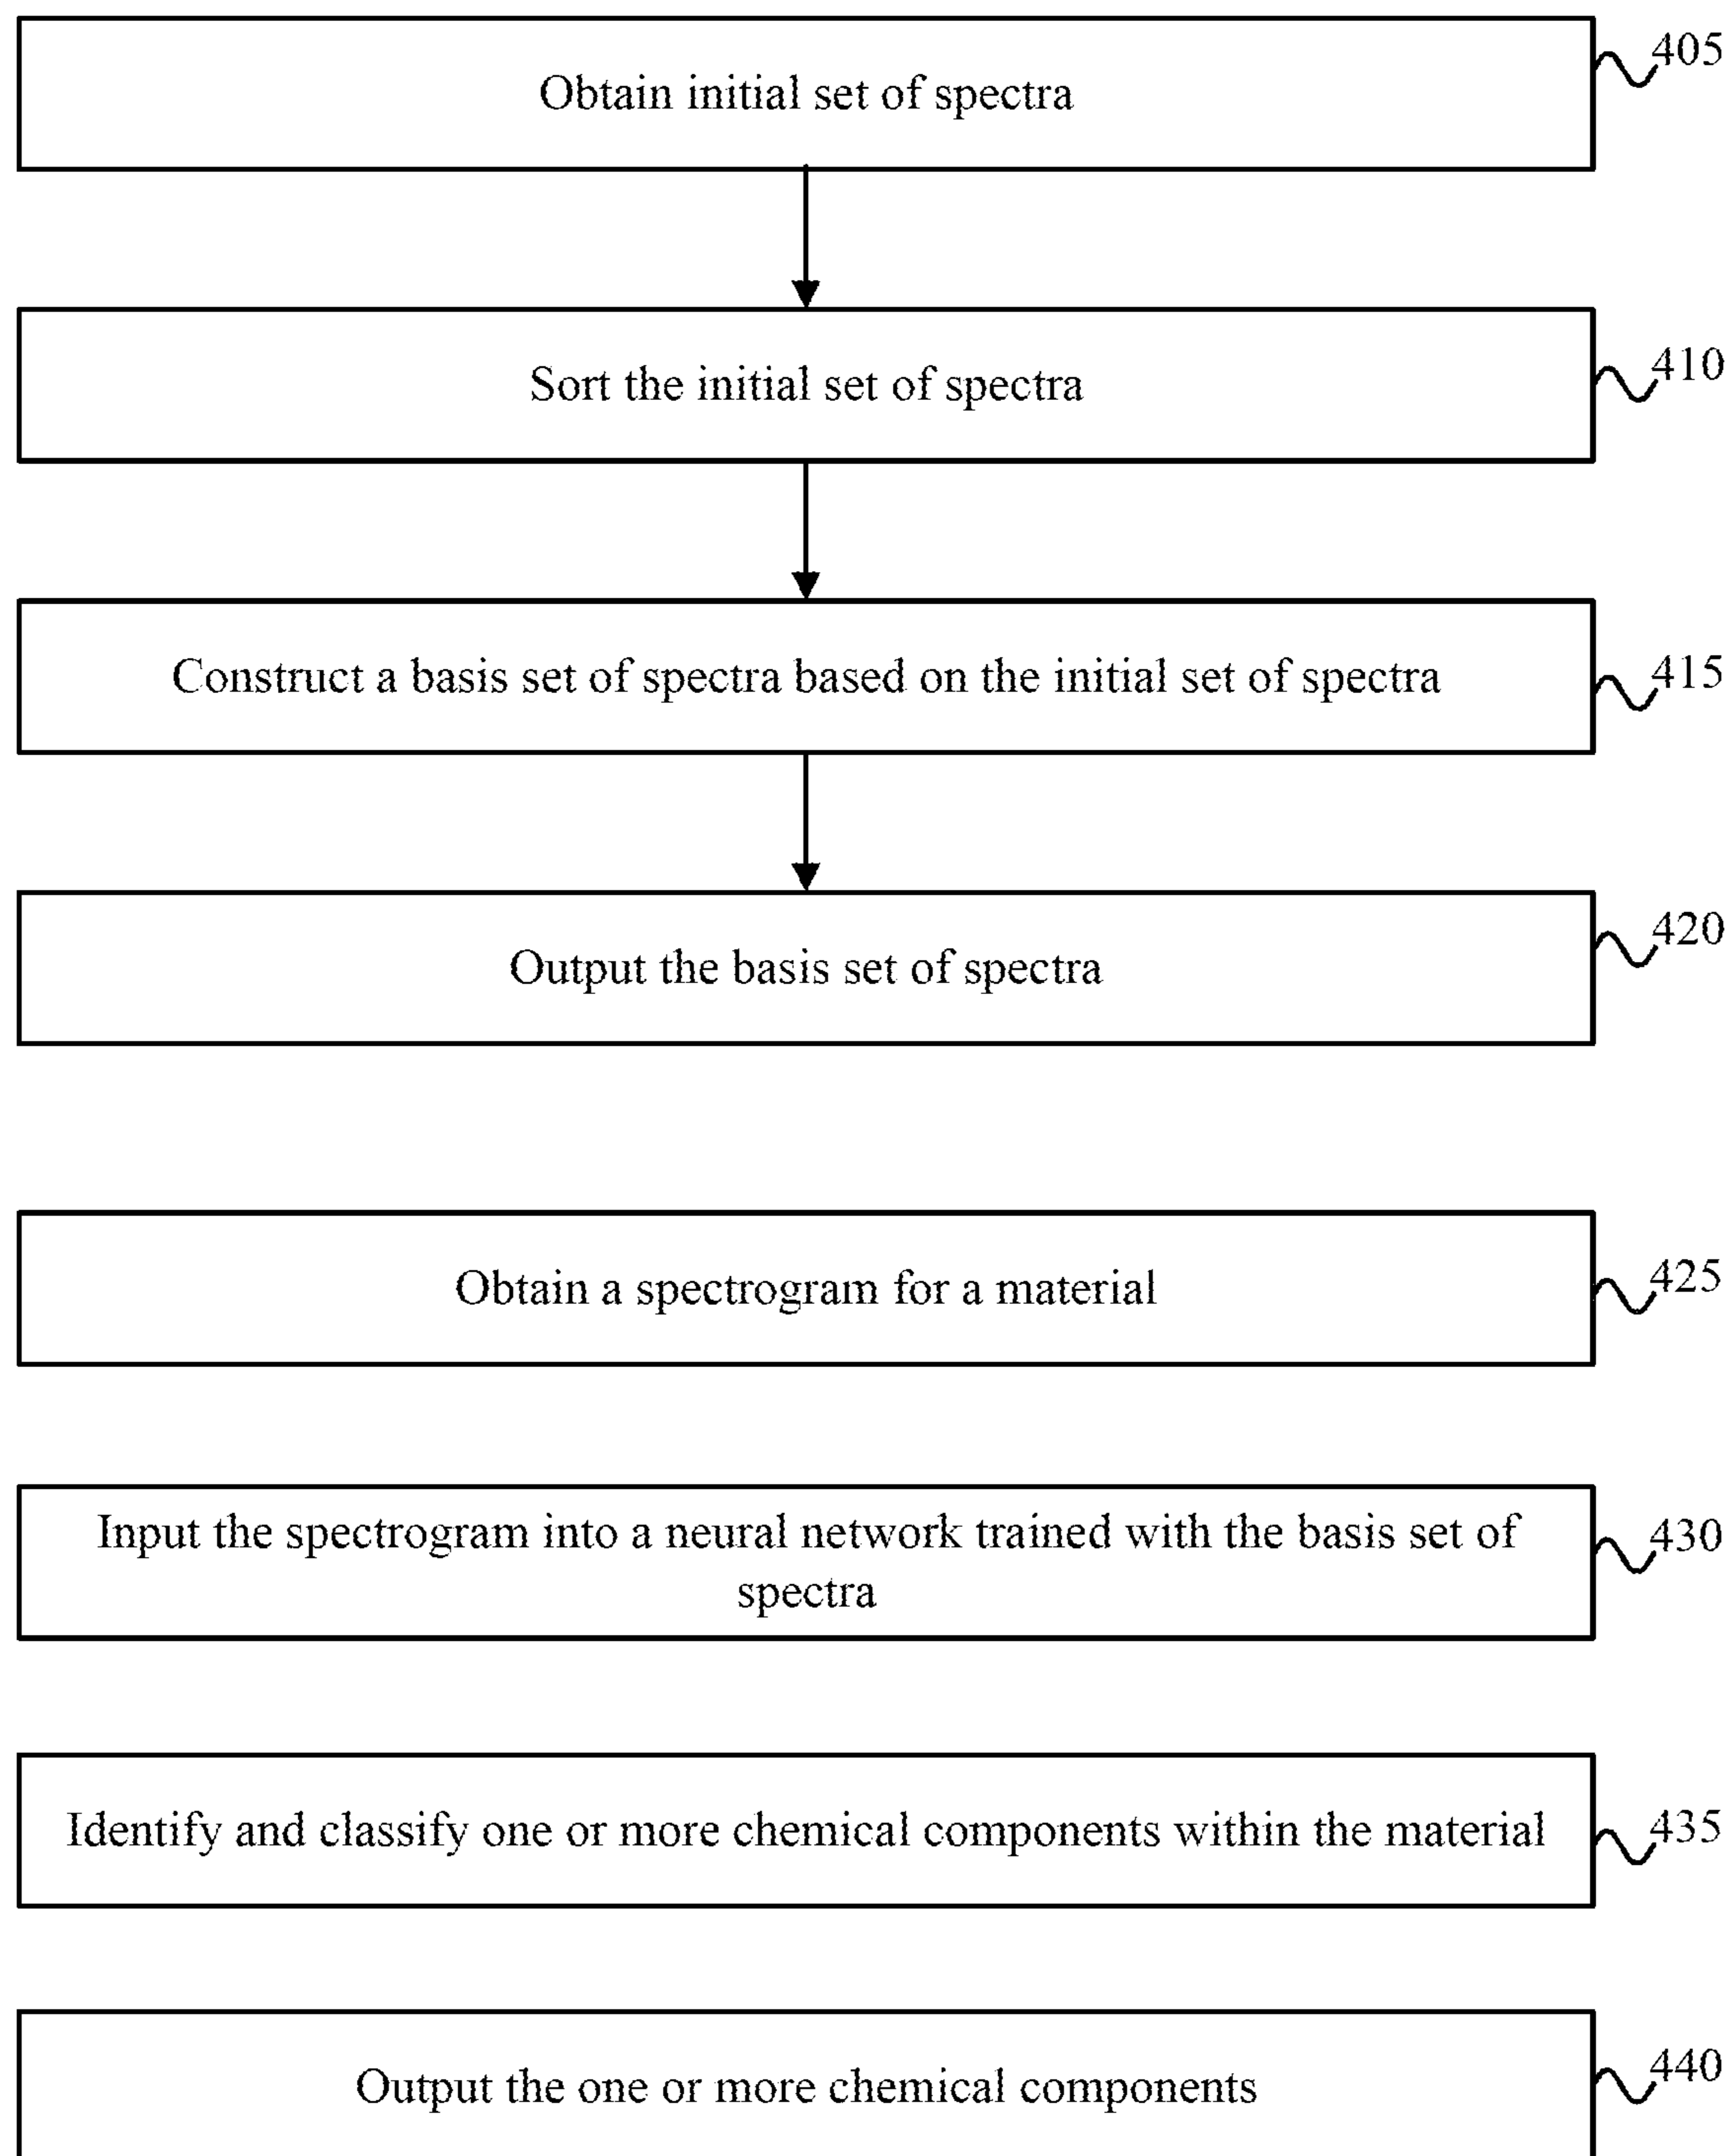 405
Obtain initial set of spectra
410
Sort the initial set of spectra
415
Construct a basis set of spectra based on the initial set of spectra
420
Output the basis set of spectra
425
Obtain a spectrogram for a material
430
Input the spectrogram into a neural network trained with the basis set of
spectra
435
Identify and classify one or more chemical components within the material
440
Output the one or more chemical components